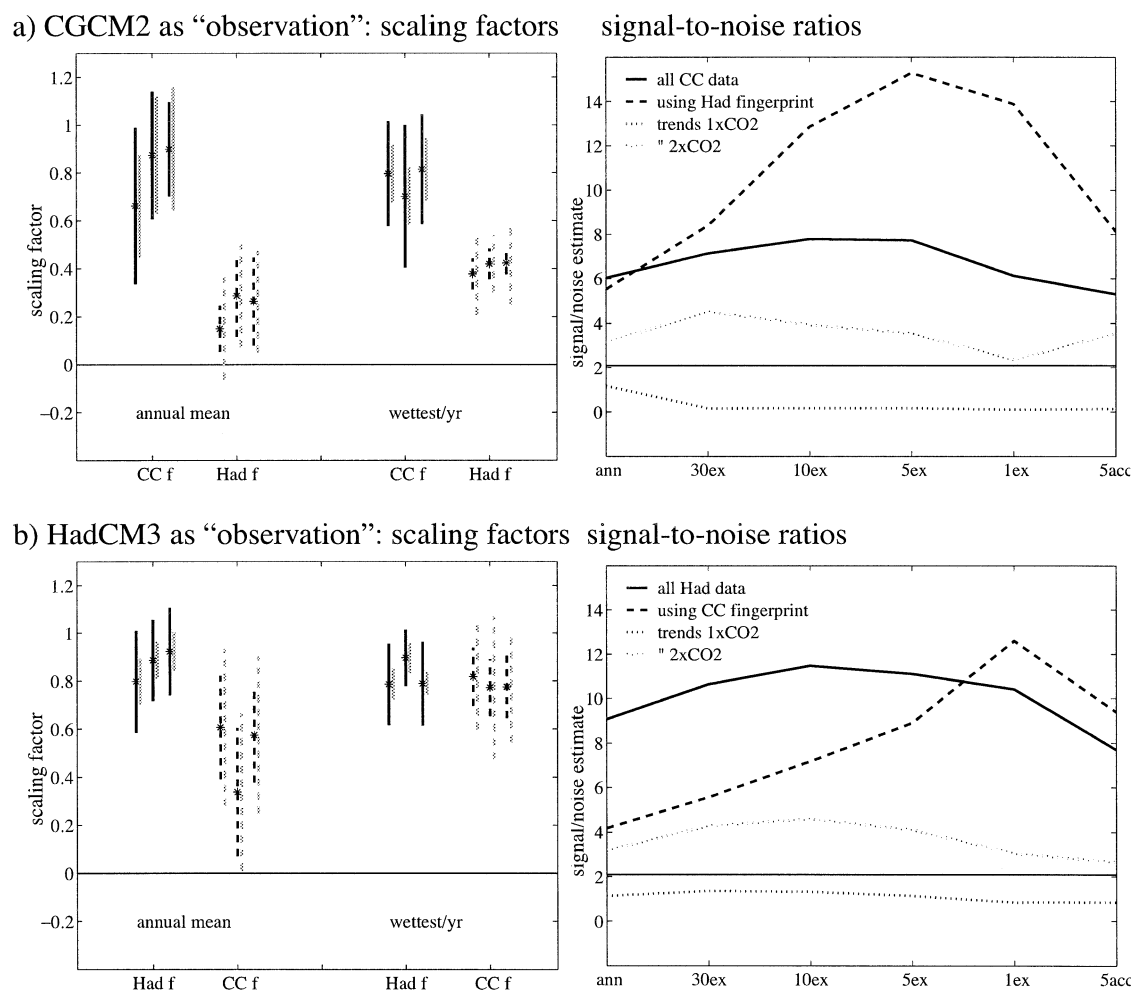 a) CGCM2 as “observation”: scaling factors signal-to-noise ratios
1.2
1
0.8
0.6
0.4
0.2
0
−0.2
scaling factor
annual mean wettest/yr
CC f Had f CC f Had f
14
12
10
8
6
4
2
0
signal/noise estimate
all CC data
using Had fingerprint
trends 1xCO2
" 2xCO2
ann 30ex 10ex 5ex 1ex 5acc
b) HadCM3 as “observation”: scaling factors signal-to-noise ratios
1.2
1
0.8
0.6
0.4
0.2
0
−0.2
scaling factor
annual mean wettest/yr
Had f CC f Had f CC f
14
12
10
8
6
4
2
0
signal/noise estimate
all Had data
using CC fingerprint
trends 1xCO2
" 2xCO2
ann 30ex 10ex 5ex 1ex 5acc